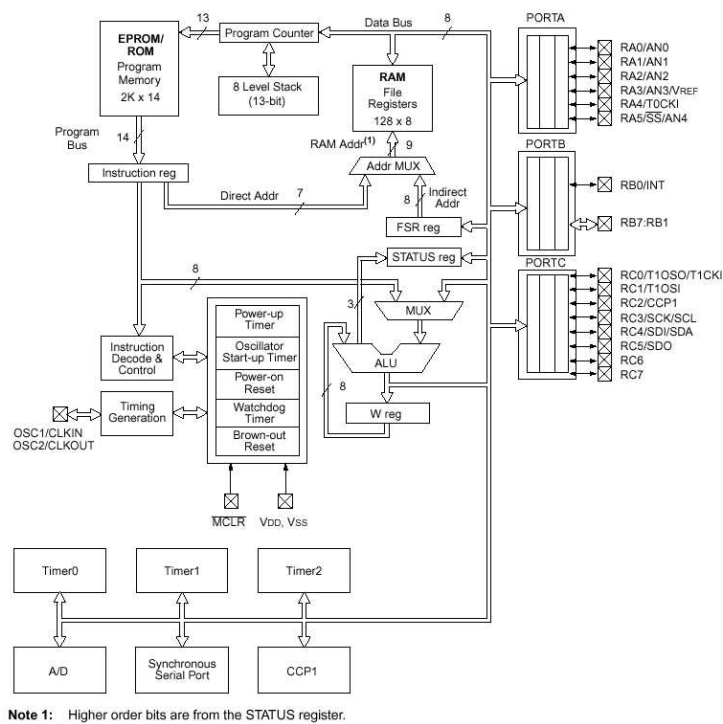 13
Data Bus
8
PORTA
EPROM/
ROM
Program
Memory
2K x 14
Program Counter
8 Level Stack
(13-bit)
RAM
File
Registers
128 x 8
RA0/AN0
RA1/AN1
RA2/AN2
RA3/AN3/VREF
RA4/T0CKI
RA5/SS/AN4
Program
Bus
14
RAM Addr(1)
9
PORTB
Instruction reg
Addr MUX
Direct Addr
7
8
Indirect
Addr
RB0/INT
FSR reg
RB7:RB1
STATUS reg
PORTC
8
3
MUX
RC0/T1OSO/T1CKI
RC1/T1OSI
RC2/CCP1
RC3/SCK/SCL
RC4/SDI/SDA
RC5/SDO
RC6
RC7
Power-up
Timer
Oscillator
Start-up Timer
Power-on
Reset
Watchdog
Timer
Brown-out
Reset
Instruction
Decode &
Control
ALU
8
W reg
Timing
Generation
OSC1/CLKIN
OSC2/CLKOUT
MCLR
VDD, VSS
Timer0
Timer1
Timer2
A/D
Synchronous
Serial Port
CCP1
Note 1: Higher order bits are from the STATUS register.